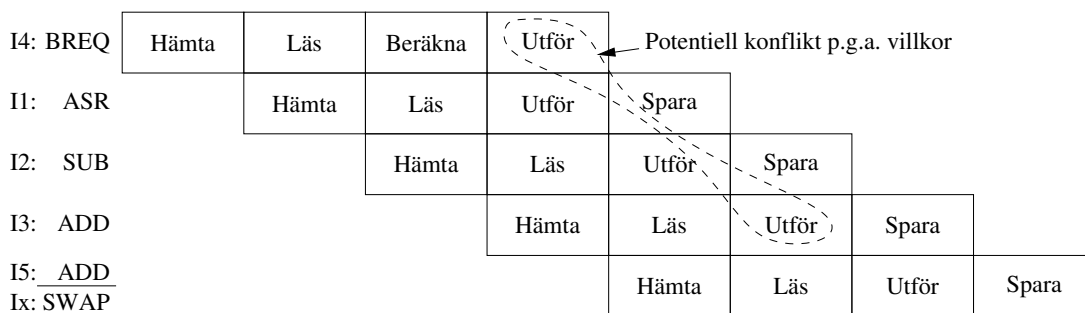 I4: BREQ Hämta Läs Beräkna Utför Potentiell konflikt p.g.a. villkor
I1: ASR Hämta Läs Utför Spara
I2: SUB Hämta Läs Utför Spara
I3: ADD Hämta Läs Utför Spara
I5: ADD Hämta Läs Utför Spara
Ix: SWAP